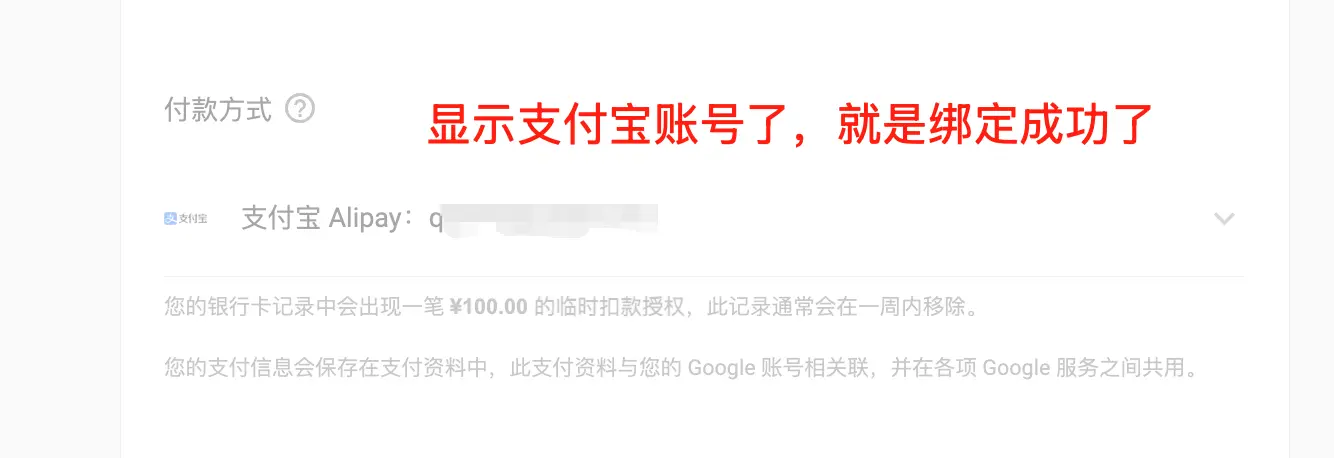 付款方式 ?
显示支付宝账号了，就是绑定成功了
支 支付宝 支付宝 Alipay：q
您的银行卡记录中会出现一笔 ¥100.00 的临时扣款授权，此记录通常会在一周内移除。
您的支付信息会保存在支付资料中，此支付资料与您的 Google 账号相关联，并在各项 Google 服务之间共用。